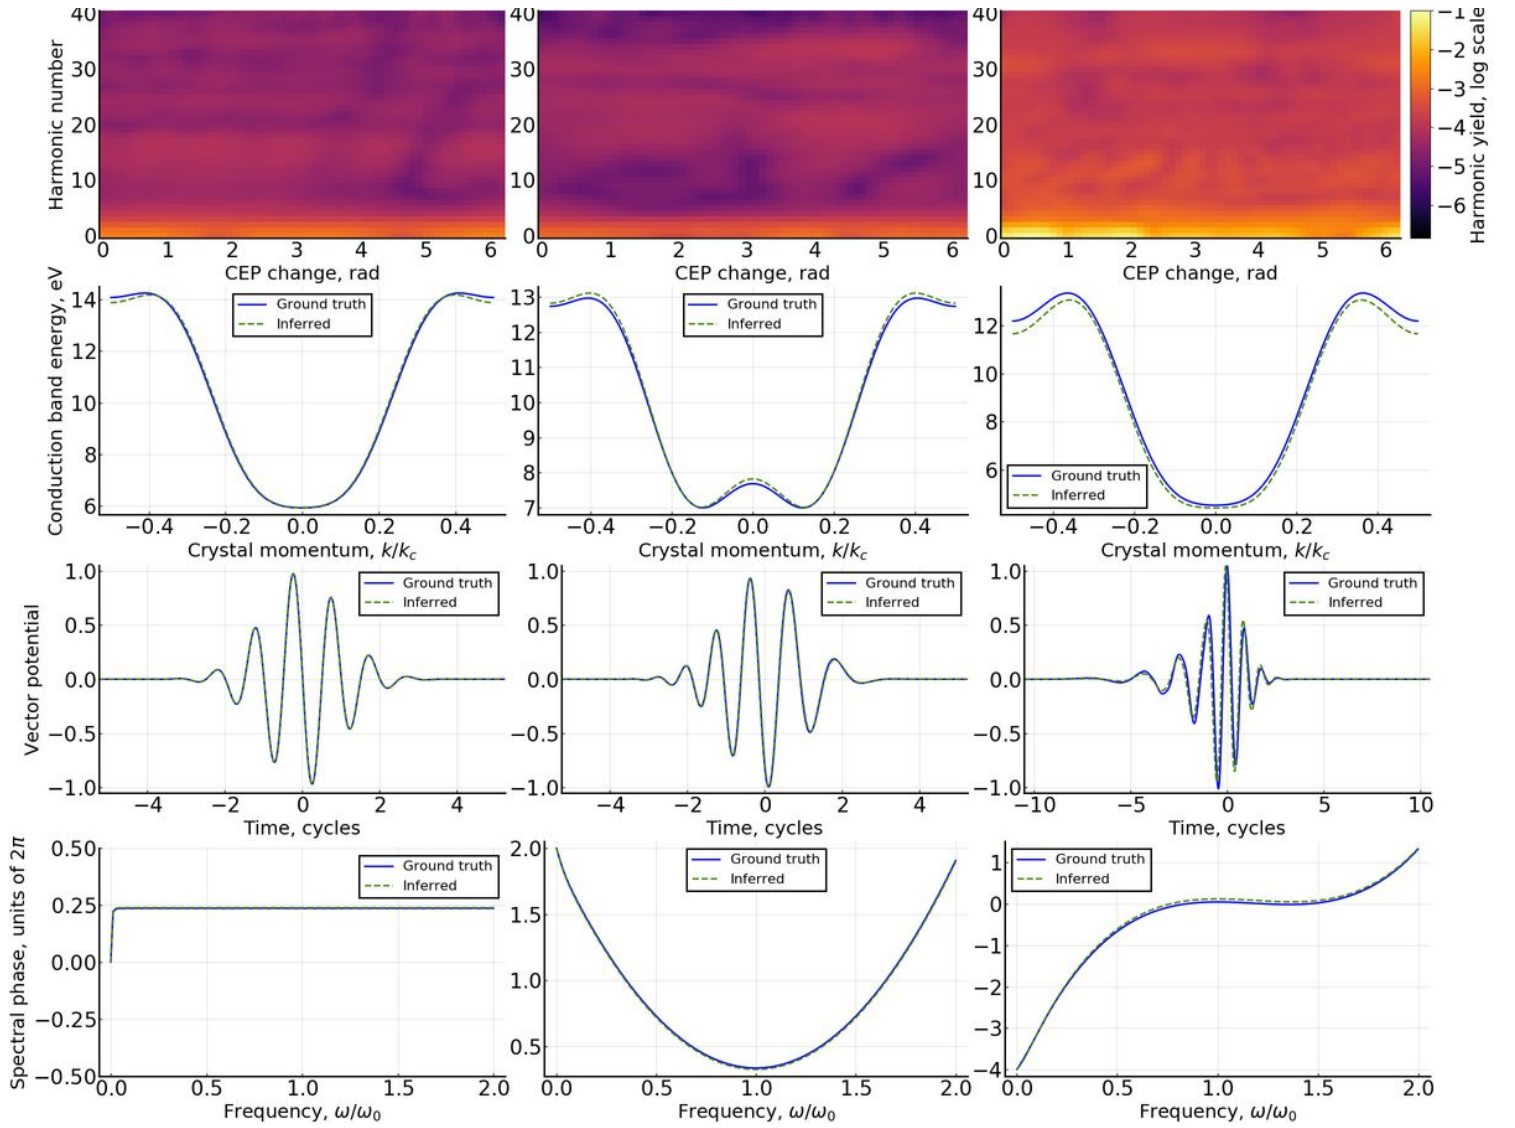 Harmonic number
40
30
20
10
0
0 1 2 3 4 5 6
CEP change, rad
40
30
20
10
0
0 1 2 3 4 5 6
CEP change, rad
40
30
20
10
0
0 1 2 3 4 5 6
CEP change, rad
−1
−2
−3
−4
−5
−6
Harmonic yield, log scale
Conduction band energy, eV
14
12
10
8
6
Ground truth
Inferred
−0.4 −0.2 0.0 0.2 0.4
Crystal momentum, k/k_c
13
12
11
10
9
8
7
Ground truth
Inferred
−0.4 −0.2 0.0 0.2 0.4
Crystal momentum, k/k_c
12
10
8
6
Ground truth
Inferred
−0.4 −0.2 0.0 0.2 0.4
Crystal momentum, k/k_c
Vector potential
1.0
0.5
0.0
−0.5
−1.0
Ground truth
Inferred
−4 −2 0 2 4
Time, cycles
1.0
0.5
0.0
−0.5
−1.0
Ground truth
Inferred
−4 −2 0 2 4
Time, cycles
1.0
0.5
0.0
−0.5
−1.0
Ground truth
Inferred
−10 −5 0 5 10
Time, cycles
Spectral phase, units of 2π
0.50
0.25
0.00
−0.25
−0.50
Ground truth
Inferred
0.0 0.5 1.0 1.5 2.0
Frequency, ω/ω₀
2.0
1.5
1.0
0.5
Ground truth
Inferred
0.0 0.5 1.0 1.5 2.0
Frequency, ω/ω₀
1
0
−1
−2
−3
−4
Ground truth
Inferred
0.0 0.5 1.0 1.5 2.0
Frequency, ω/ω₀